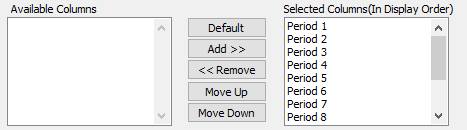 Available Columns
Selected Columns(In Display Order)
Default
Add >>
<< Remove
Move Up
Move Down
Period 1
Period 2
Period 3
Period 4
Period 5
Period 6
Period 7
Period 8